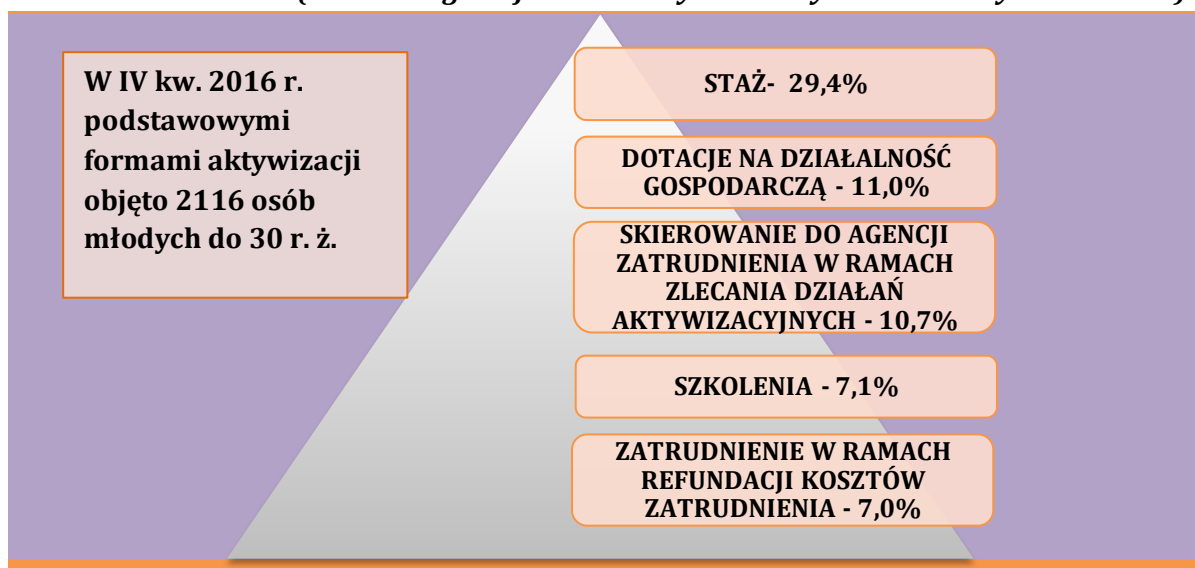 W IV kw. 2016 r.
podstawowymi
formami aktywizacji
objęto 2116 osób
młodych do 30 r. ż.
STAŻ- 29,4%
DOTACJE NA DZIAŁALNOŚĆ
GOSPODARCZĄ - 11,0%
SKIEROWANIE DO AGENCJI
ZATRUDNIENIA W RAMACH
ZLECANIA DZIAŁAŃ
AKTYWIZACYJNYCH - 10,7%
SZKOLENIA - 7,1%
ZATRUDNIENIE W RAMACH
REFUNDACJI KOSZTÓW
ZATRUDNIENIA - 7,0%